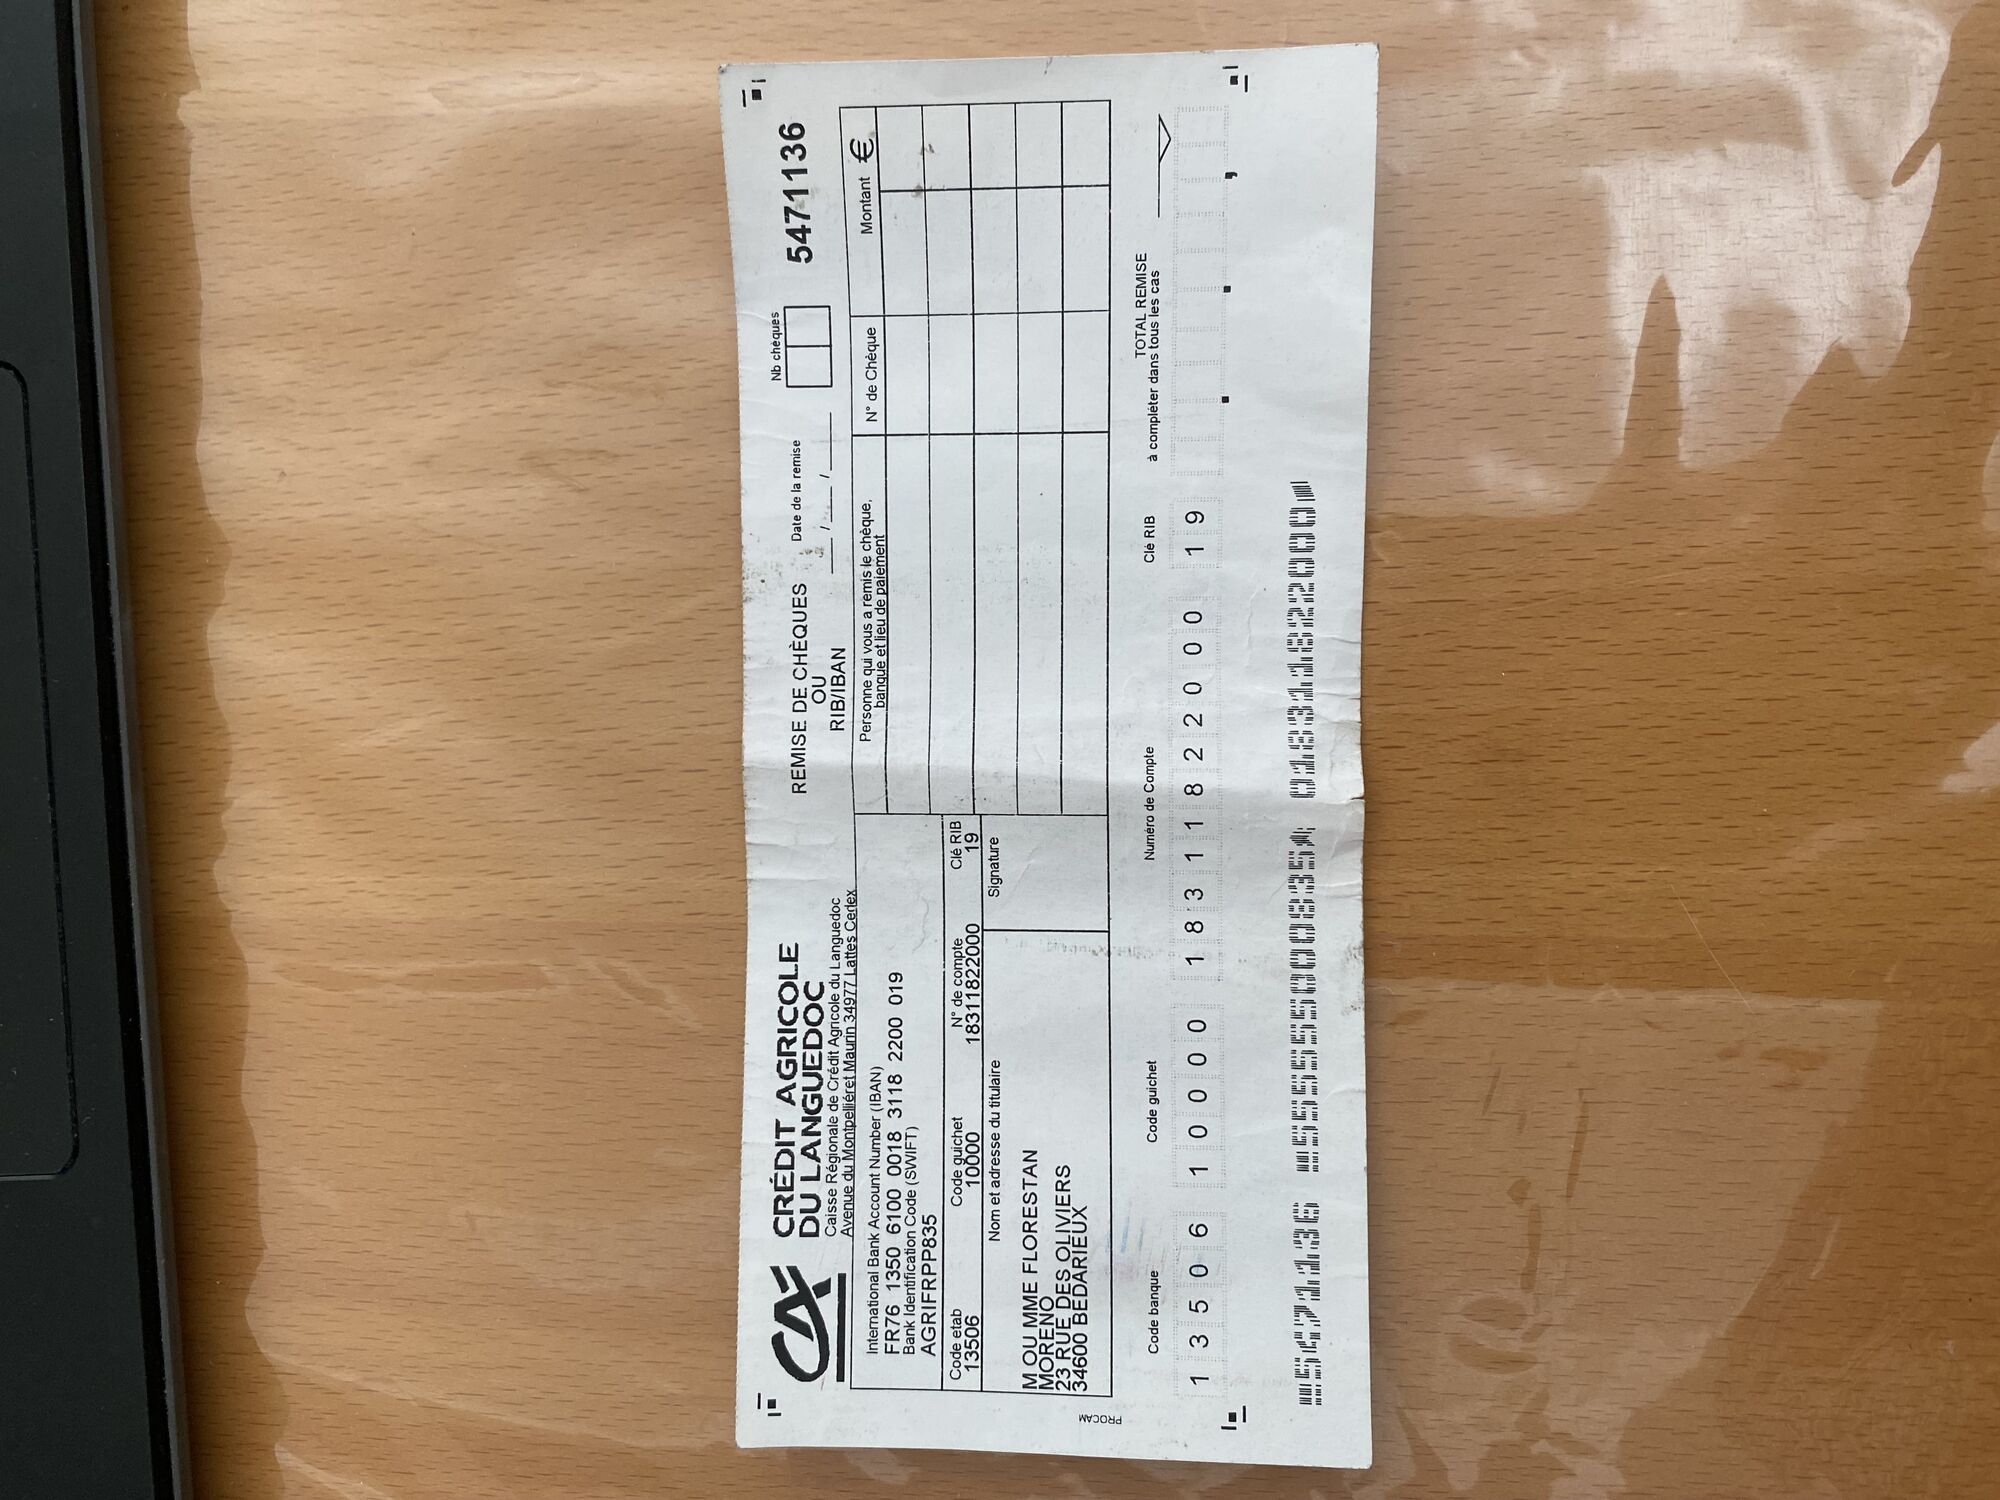 CA
CRÉDIT AGRICOLE
DU LANGUEDOC
Caisse Régionale de Crédit Agricole du Languedoc
Avenue du Montpelliéret Maurin 34977 Lattes Cedex
REMISE DE CHÈQUES
OU
RIB/IBAN
Date de la remise
__ / __ / __
Nb chèques
5471136
International Bank Account Number (IBAN)
FR76 1350 6100 0018 3118 2200 019
Bank Identification Code (SWIFT)
AGRIFRPP835
Code etab Code guichet N° de compte Clé RIB
13506 10000 18311822000 19
Nom et adresse du titulaire
Signature
M OU MME FLORESTAN
MORENO
23 RUE DES OLIVIERS
34600 BEDARIEUX
Personne qui vous a remis le chèque,
banque et lieu de paiement
N° de Chèque
Montant €
PROCAM
Code banque Code guichet Numéro de Compte Clé RIB
TOTAL REMISE
à compléter dans tous les cas
1 3 5 0 6 1 0 0 0 0 1 8 3 1 1 8 2 2 0 0 0 1 9